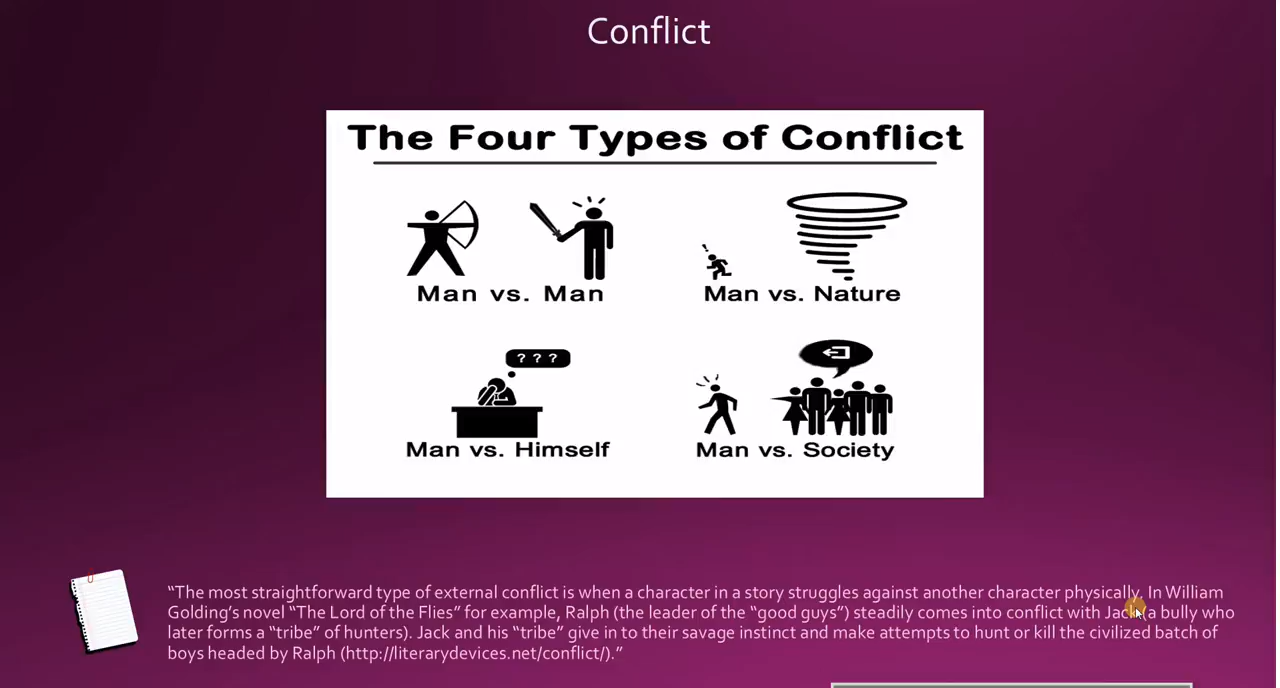 Conflict
The Four Types of Conflict
Man vs. Man
Man vs. Nature
? ? ?
Man vs. Himself
Man vs. Society
“The most straightforward type of external conflict is when a character in a story struggles against another character physically. In William
Golding’s novel “The Lord of the Flies” for example, Ralph (the leader of the “good guys”) steadily comes into conflict with Jack (a bully who
later forms a “tribe” of hunters). Jack and his “tribe” give in to their savage instinct and make attempts to hunt or kill the civilized batch of
boys headed by Ralph (http://literarydevices.net/conflict/).”